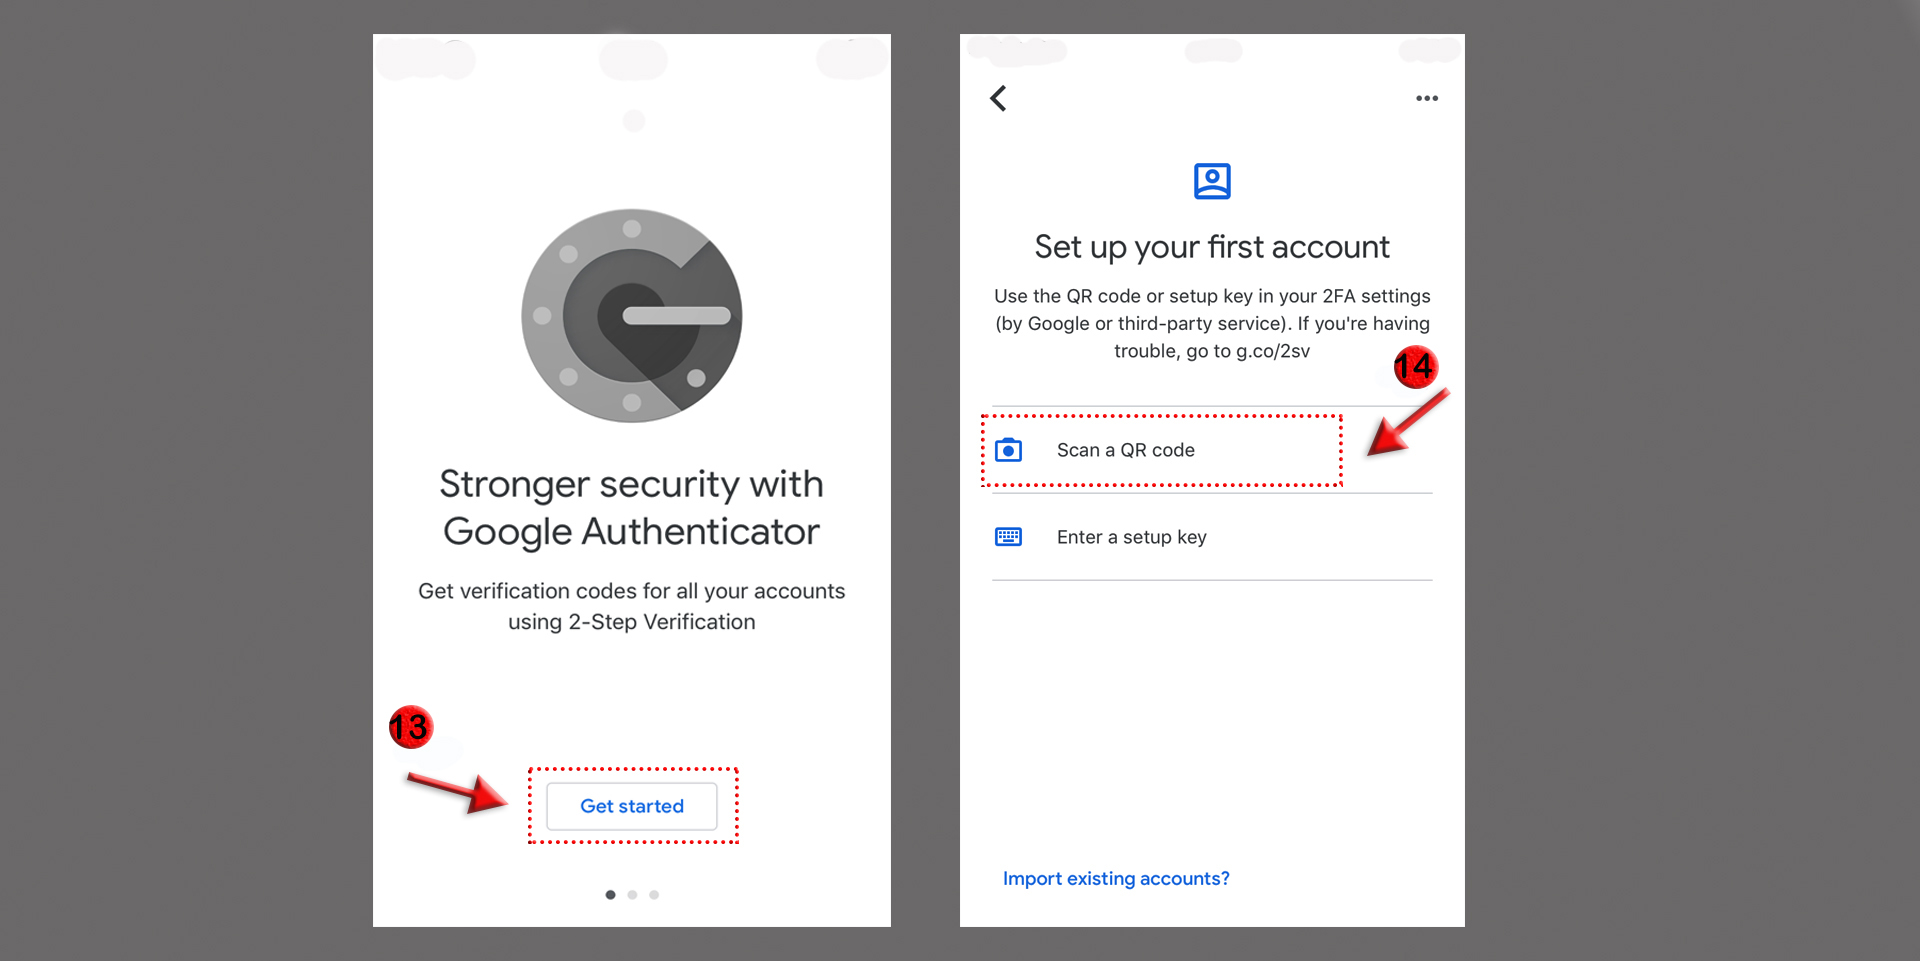 Stronger security with
Google Authenticator
Get verification codes for all your accounts
using 2-Step Verification
13
Get started
Set up your first account
Use the QR code or setup key in your 2FA settings
(by Google or third-party service). If you're having
trouble, go to g.co/2sv
14
Scan a QR code
Enter a setup key
Import existing accounts?